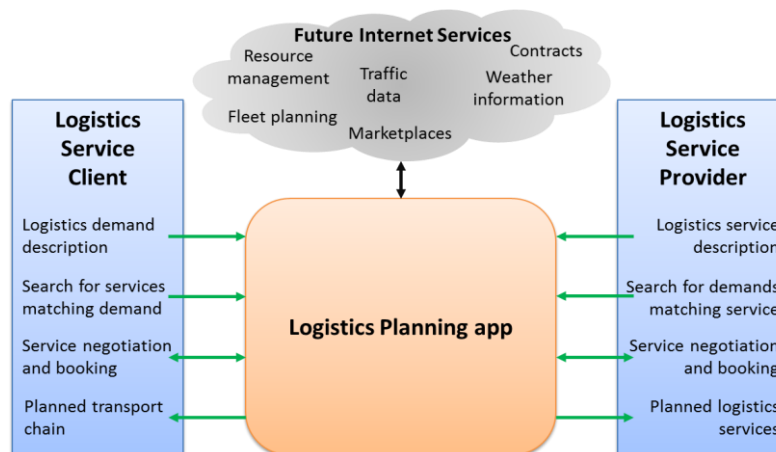 Future Internet Services
Contracts
Resource
management
Traffic
data
Weather
information
Fleet planning
Marketplaces
Logistics
Service
Client
Logistics demand
description
Search for services
matching demand
Service negotiation
and booking
Planned transport
chain
Logistics Planning app
Logistics
Service
Provider
Logistics service
description
Search for demands
matching service
Service negotiation
and booking
Planned logistics
services